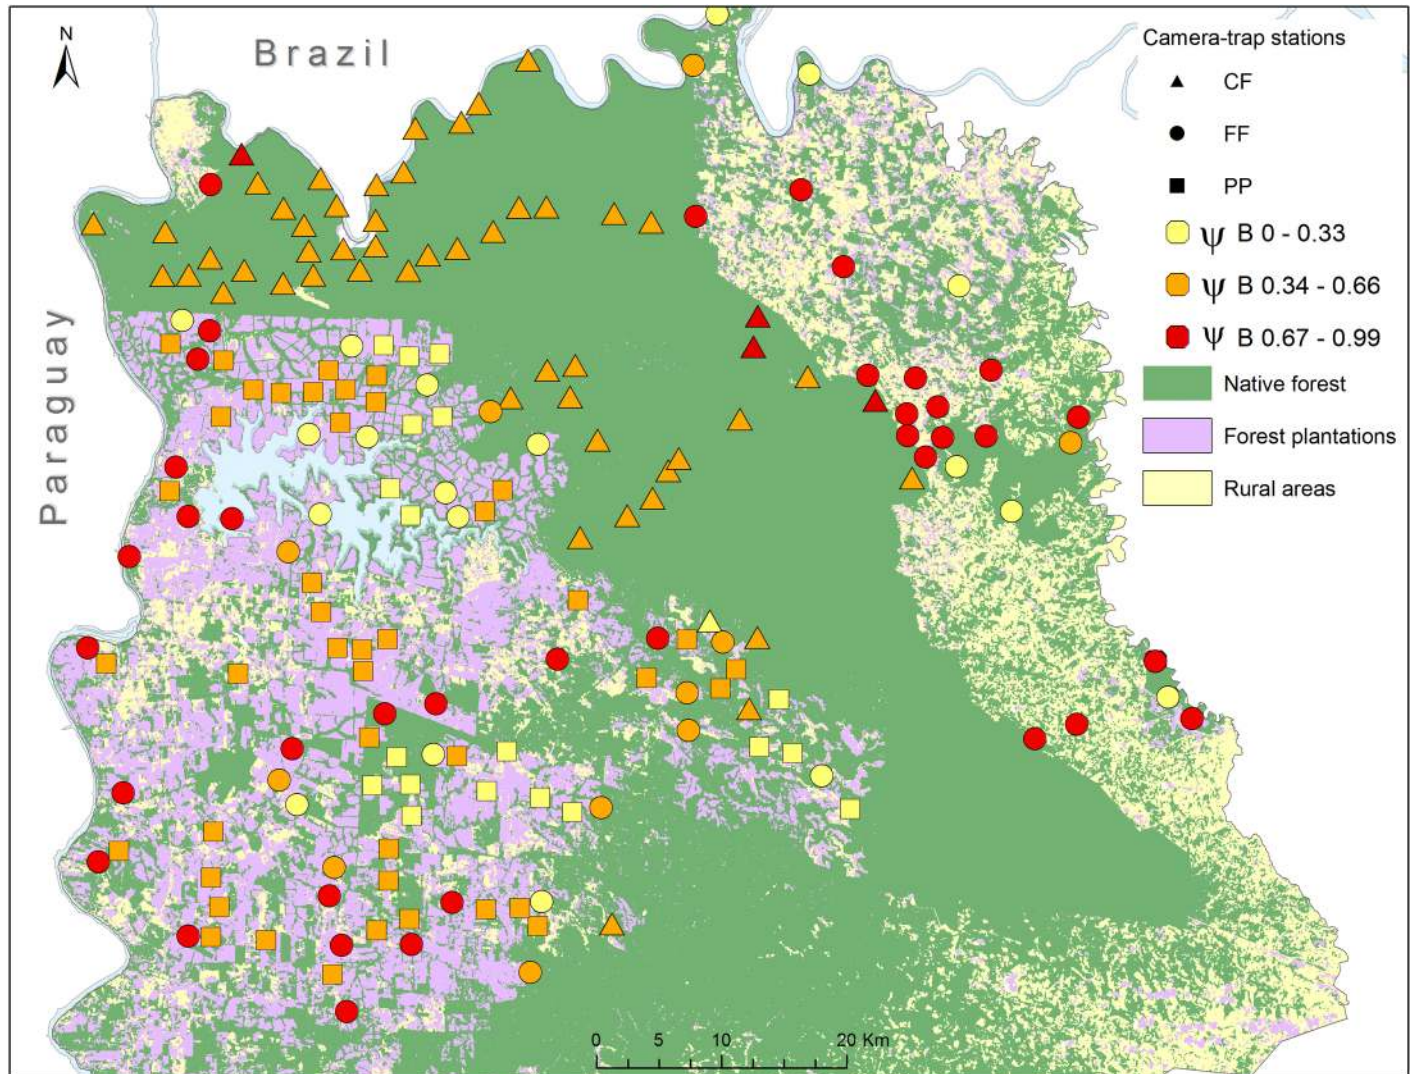 N
Brazil
Paraguay
Camera-trap stations
CF
FF
PP
ψ B 0 - 0.33
ψ B 0.34 - 0.66
ψ B 0.67 - 0.99
Native forest
Forest plantations
Rural areas
0 5 10 20 Km